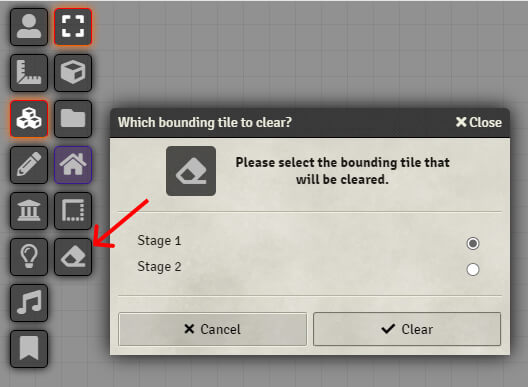 Which bounding tile to clear?
Close
Please select the bounding tile that
will be cleared.
Stage 1
Stage 2
Cancel
Clear